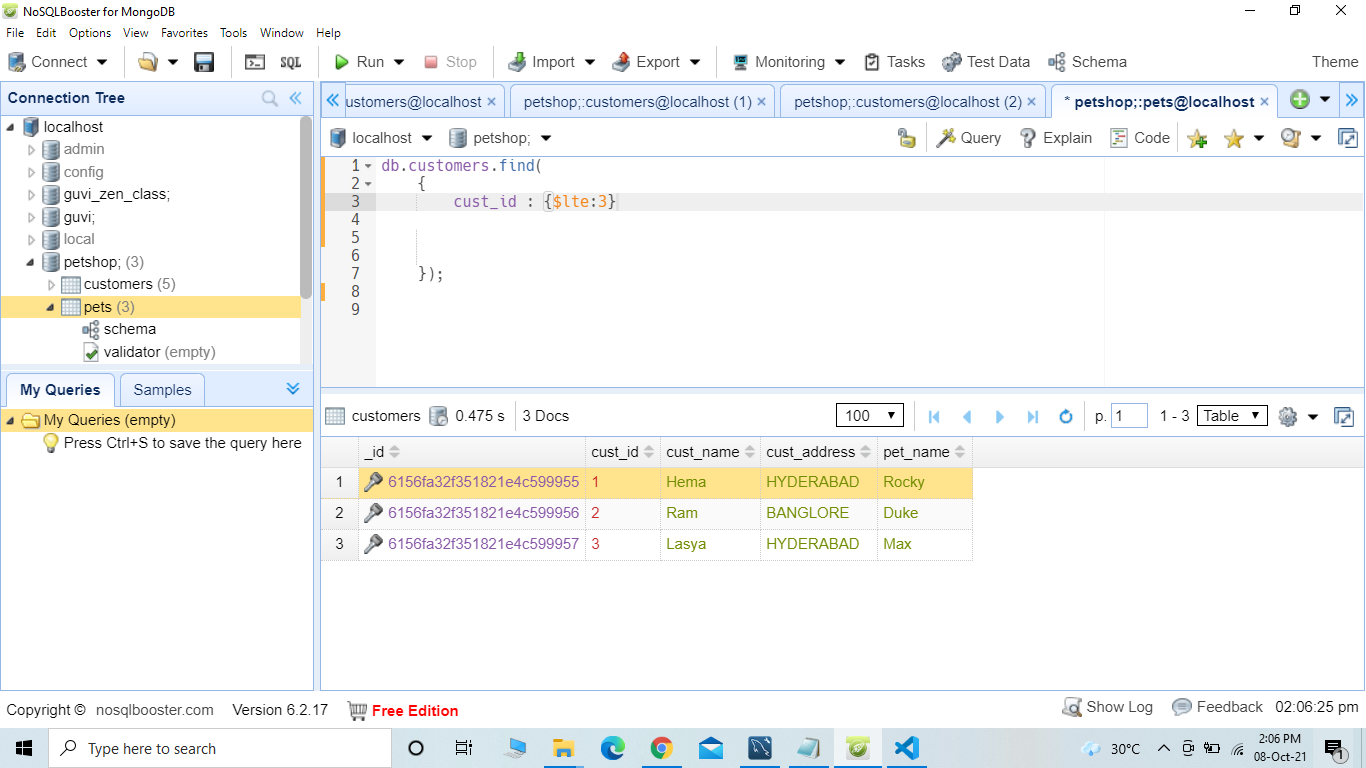 NoSQLBooster for MongoDB
File Edit Options View Favorites Tools Window Help
Connect SQL Run Stop Import Export Monitoring Tasks Test Data Schema Theme
Connection Tree
localhost
admin
config
guvi_zen_class;
guvi;
local
petshop; (3)
customers (5)
pets (3)
schema
validator (empty)
My Queries Samples
My Queries (empty)
Press Ctrl+S to save the query here
ustomers@localhost petshop;:customers@localhost (1) petshop;:customers@localhost (2) * petshop;:pets@localhost
localhost petshop; Query Explain Code
1 db.customers.find(
2 {
3 cust_id : {$lte:3}
4
5
6
7 });
8
9
customers 0.475 s 3 Docs 100 p. 1 1 - 3 Table
_id cust_id cust_name cust_address pet_name
1 6156fa32f351821e4c599955 1 Hema HYDERABAD Rocky
2 6156fa32f351821e4c599956 2 Ram BANGLORE Duke
3 6156fa32f351821e4c599957 3 Lasya HYDERABAD Max
Copyright © nosqlbooster.com Version 6.2.17 Free Edition Show Log Feedback 02:06:25 pm
Type here to search 30°C 2:06 PM
08-Oct-21 1